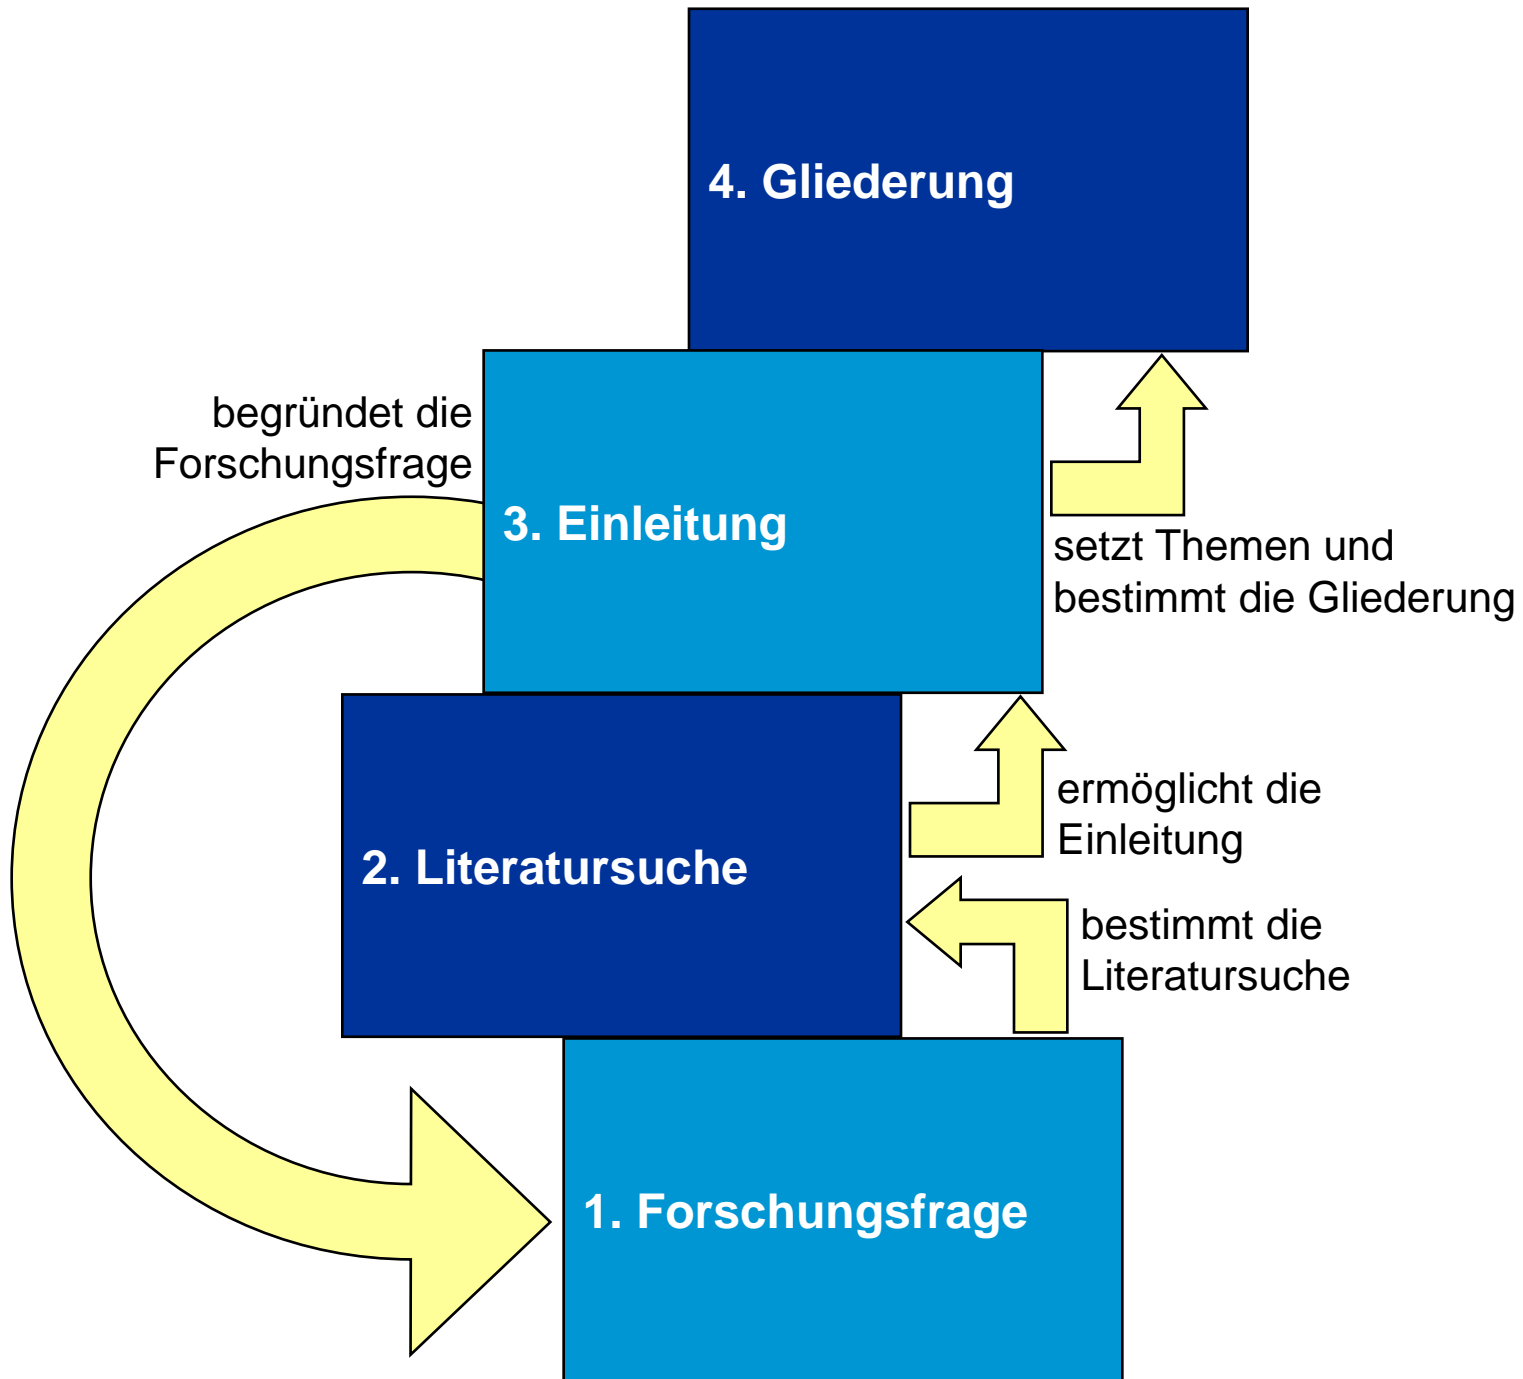 4. Gliederung
begründet die
Forschungsfrage
3. Einleitung
setzt Themen und
bestimmt die Gliederung
ermöglicht die
Einleitung
2. Literatursuche
bestimmt die
Literatursuche
1. Forschungsfrage